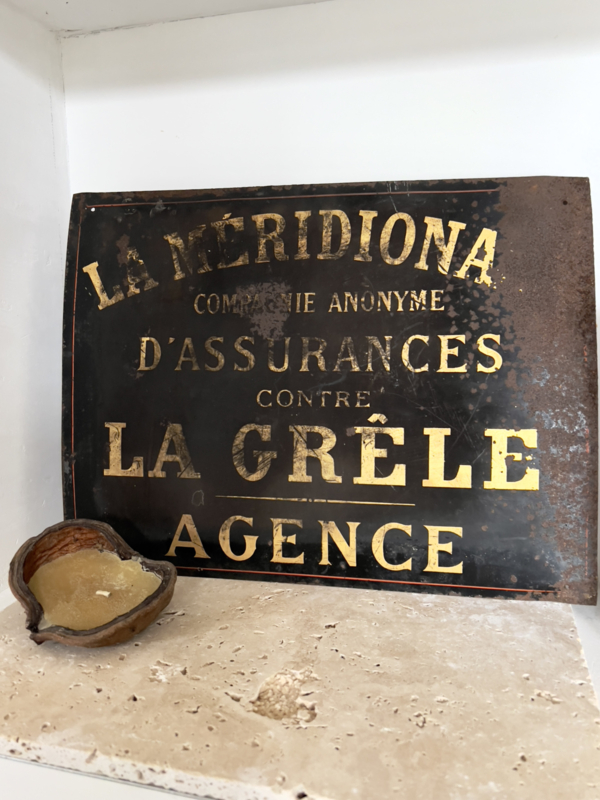 LA MÉRIDIONA
COMPAGNIE ANONYME
D'ASSURANCES
CONTRE
LA GRÊLE
AGENCE